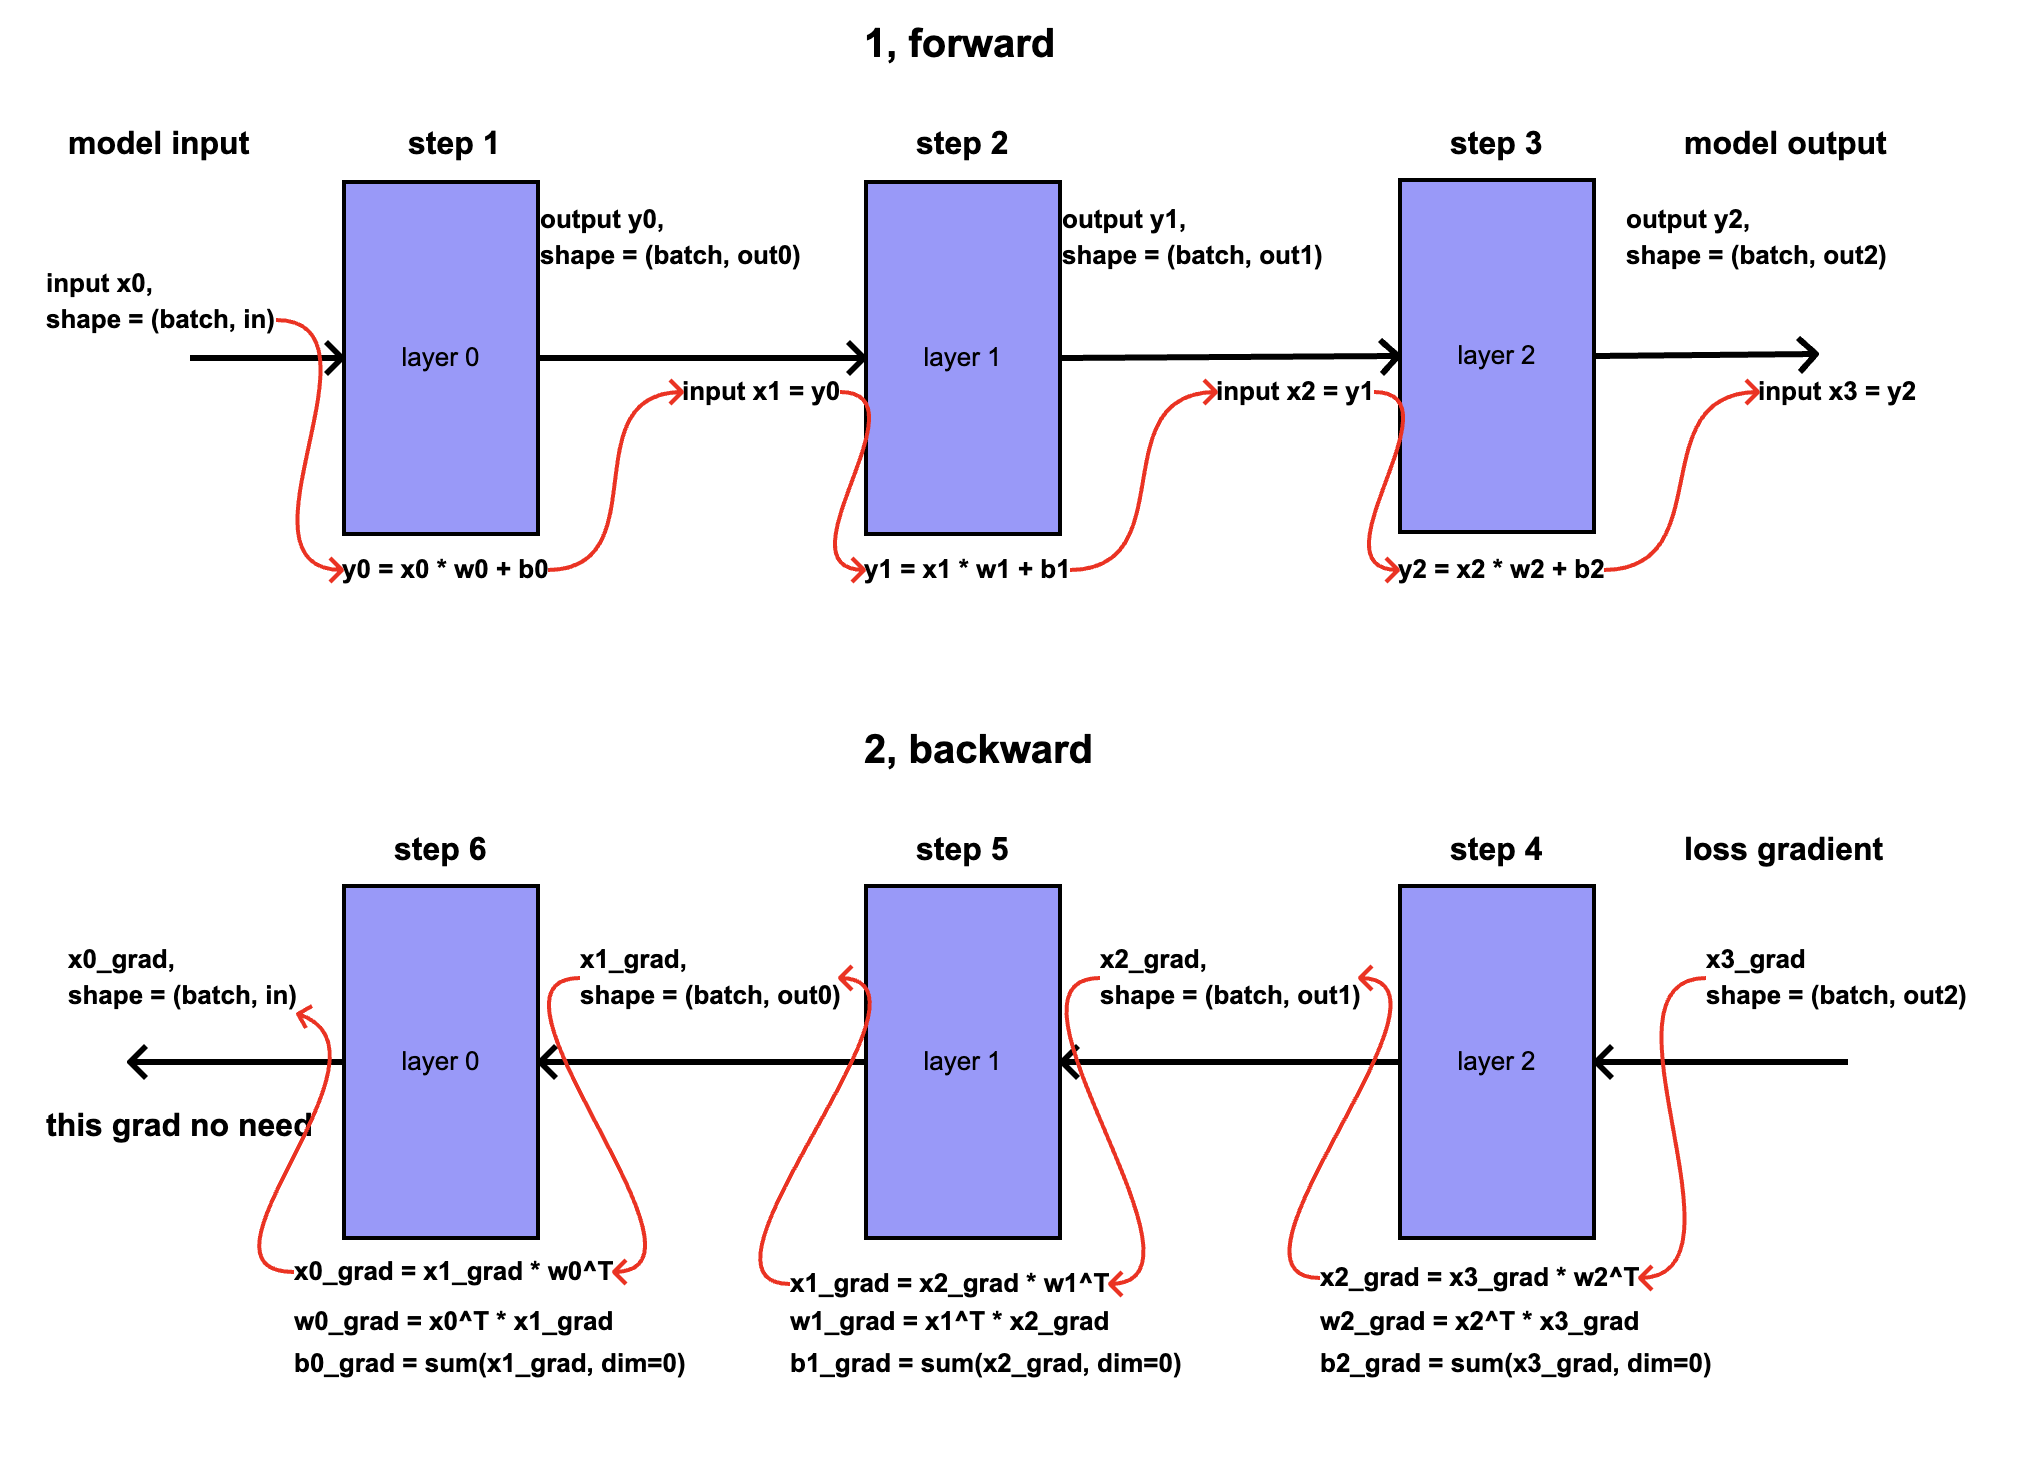 1, forward
model input
step 1
step 2
step 3
model output
input x0,
shape = (batch, in)
output y0,
shape = (batch, out0)
output y1,
shape = (batch, out1)
output y2,
shape = (batch, out2)
layer 0
layer 1
layer 2
input x1 = y0
input x2 = y1
input x3 = y2
y0 = x0 * w0 + b0
y1 = x1 * w1 + b1
y2 = x2 * w2 + b2
2, backward
step 6
step 5
step 4
loss gradient
x0_grad,
shape = (batch, in)
x1_grad,
shape = (batch, out0)
x2_grad,
shape = (batch, out1)
x3_grad
shape = (batch, out2)
layer 0
layer 1
layer 2
this grad no need
x0_grad = x1_grad * w0^T
w0_grad = x0^T * x1_grad
b0_grad = sum(x1_grad, dim=0)
x1_grad = x2_grad * w1^T
w1_grad = x1^T * x2_grad
b1_grad = sum(x2_grad, dim=0)
x2_grad = x3_grad * w2^T
w2_grad = x2^T * x3_grad
b2_grad = sum(x3_grad, dim=0)